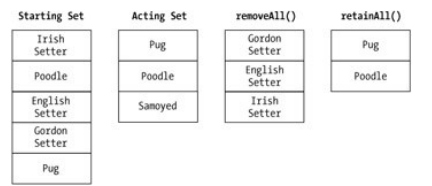 Starting Set
Acting Set
removeAll()
retainAll()
Irish
Setter
Poodle
English
Setter
Gordon
Setter
Pug
Pug
Poodle
Samoyed
Gordon
Setter
English
Setter
Irish
Setter
Pug
Poodle